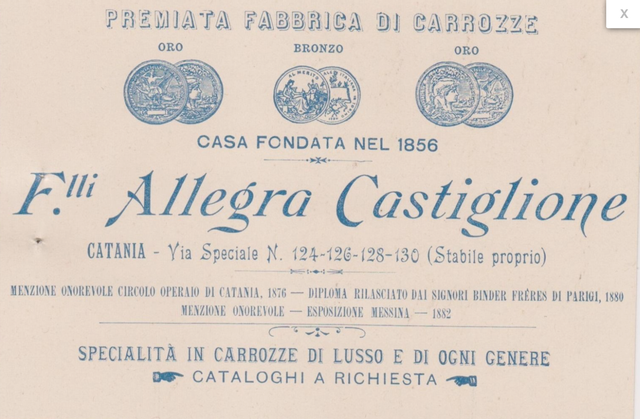 PREMIATA FABBRICA DI CARROZZE
ORO BRONZO ORO
CASA FONDATA NEL 1856
F.lli Allegra Castiglione
CATANIA - Via Speciale N. 124-126-128-130 (Stabile proprio)
MENZIONE ONOREVOLE CIRCOLO OPERAIO DI CATANIA, 1876 — DIPLOMA RILASCIATO DAI SIGNORI BINDER FRÊRES DI PARIGI, 1880
MENZIONE ONOREVOLE — ESPOSIZIONE MESSINA — 1882
SPECIALITÀ IN CARROZZE DI LUSSO E DI OGNI GENERE
CATALOGHI A RICHIESTA